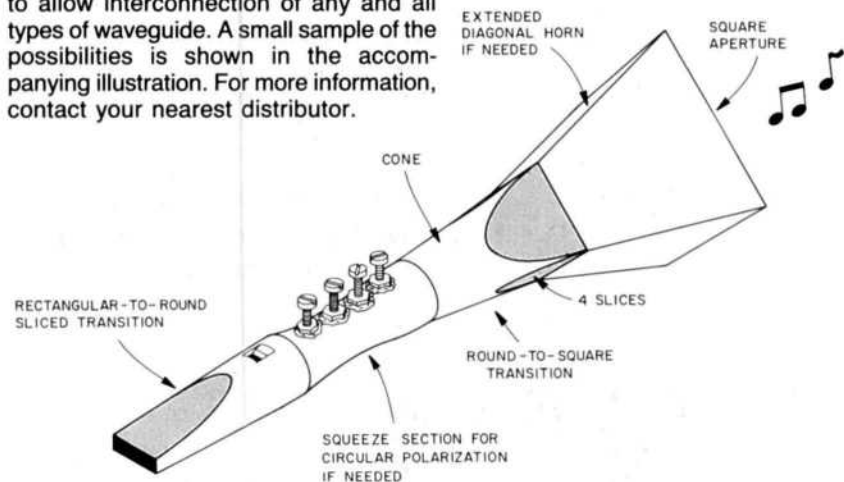 to allow interconnection of any and all
types of waveguide. A small sample of the
possibilities is shown in the accom-
panying illustration. For more information,
contact your nearest distributor.
EXTENDED
DIAGONAL HORN
IF NEEDED
SQUARE
APERTURE
CONE
RECTANGULAR-TO-ROUND
SLICED TRANSITION
4 SLICES
ROUND-TO-SQUARE
TRANSITION
SQUEEZE SECTION FOR
CIRCULAR POLARIZATION
IF NEEDED